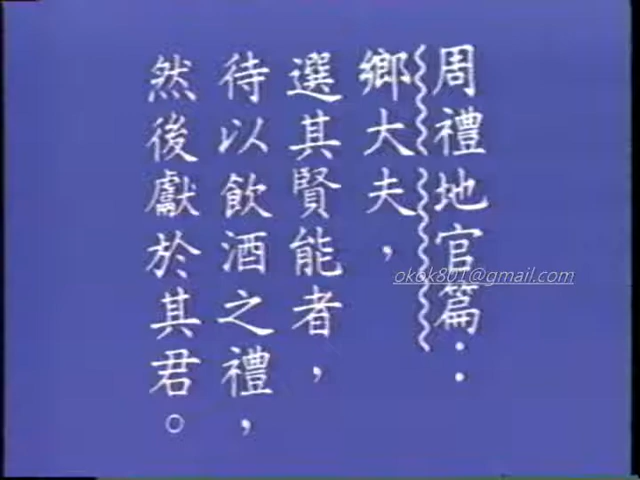 周禮地官篇：
鄉大夫，
選其賢能者，
待以飲酒之禮，
然後獻於其君。
okok801@gmail.com